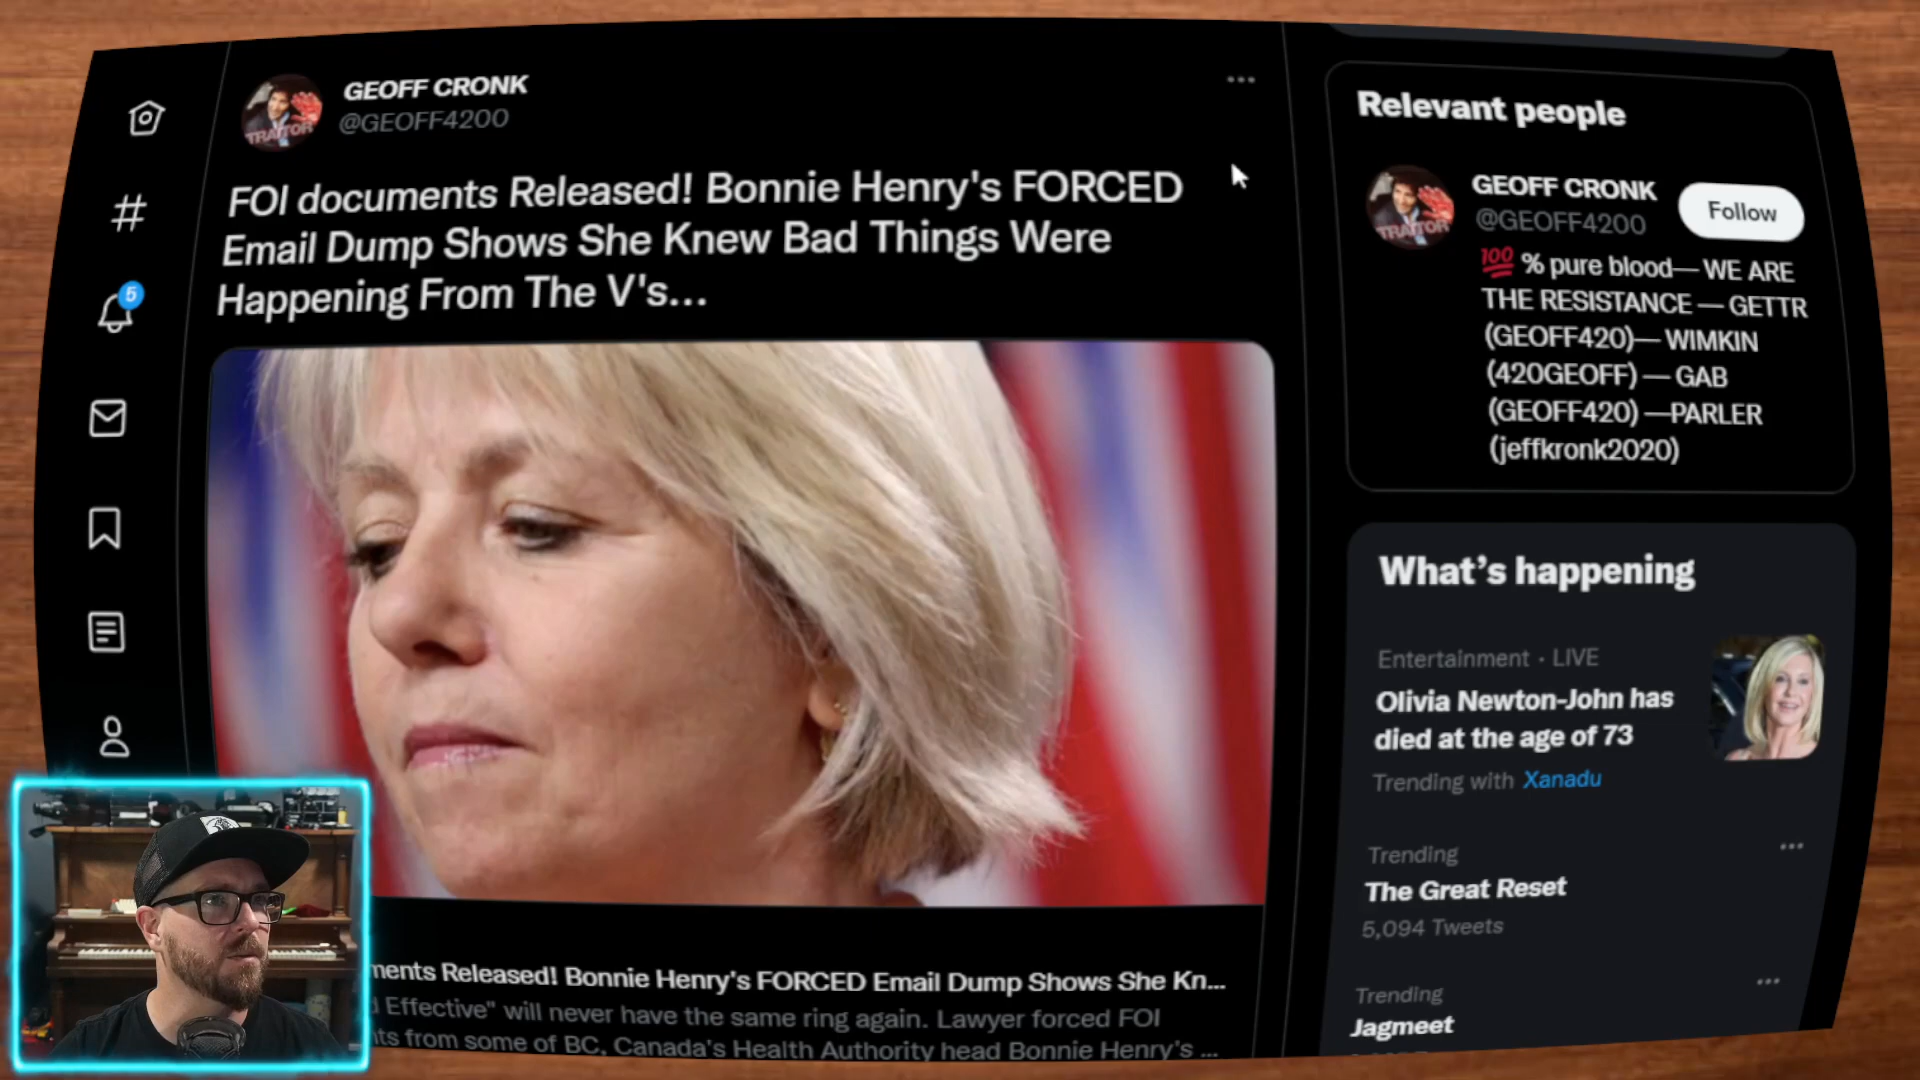 GEOFF CRONK
@GEOFF4200
TRAITOR
FOI documents Released! Bonnie Henry's FORCED
Email Dump Shows She Knew Bad Things Were
Happening From The V's...
ments Released! Bonnie Henry's FORCED Email Dump Shows She Kn...
d Effective" will never have the same ring again. Lawyer forced FOI
nts from some of BC, Canada's Health Authority head Bonnie Henry's ...
5
Relevant people
GEOFF CRONK
@GEOFF4200
Follow
TRAITOR
💯 % pure blood— WE ARE
THE RESISTANCE — GETTR
(GEOFF420)— WIMKIN
(420GEOFF) — GAB
(GEOFF420) —PARLER
(jeffkronk2020)
What's happening
Entertainment · LIVE
Olivia Newton-John has
died at the age of 73
Trending with Xanadu
Trending
The Great Reset
5,094 Tweets
Trending
Jagmeet